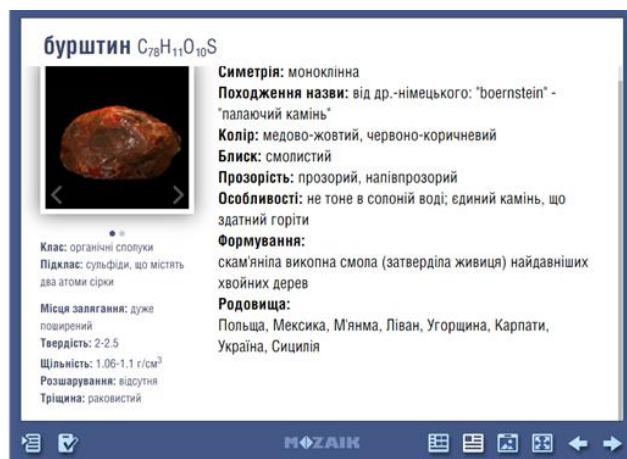 бурштин C₇₈H₁₁O₁₀S
Симетрія: моноклінна
Походження назви: від др.-німецького: "boernstein" -
"палаючий камінь"
Колір: медово-жовтий, червоно-коричневий
Блиск: смолистий
Прозорість: прозорий, напівпрозорий
Особливості: не тоне в солоній воді; єдиний камінь, що
здатний горіти
Формування:
скам'яніла викопна смола (затверділа живиця) найдавніших
хвойних дерев
Родовища:
Польща, Мексика, М'янма, Ліван, Угорщина, Карпати,
Україна, Сицилія
Клас: органічні сполуки
Підклас: сульфіди, що містять
два атоми сірки
Місця залягання: дуже
поширений
Твердість: 2-2.5
Щільність: 1.06-1.1 г/см³
Розшарування: відсутня
Тріщина: раковистий
MOZAIK